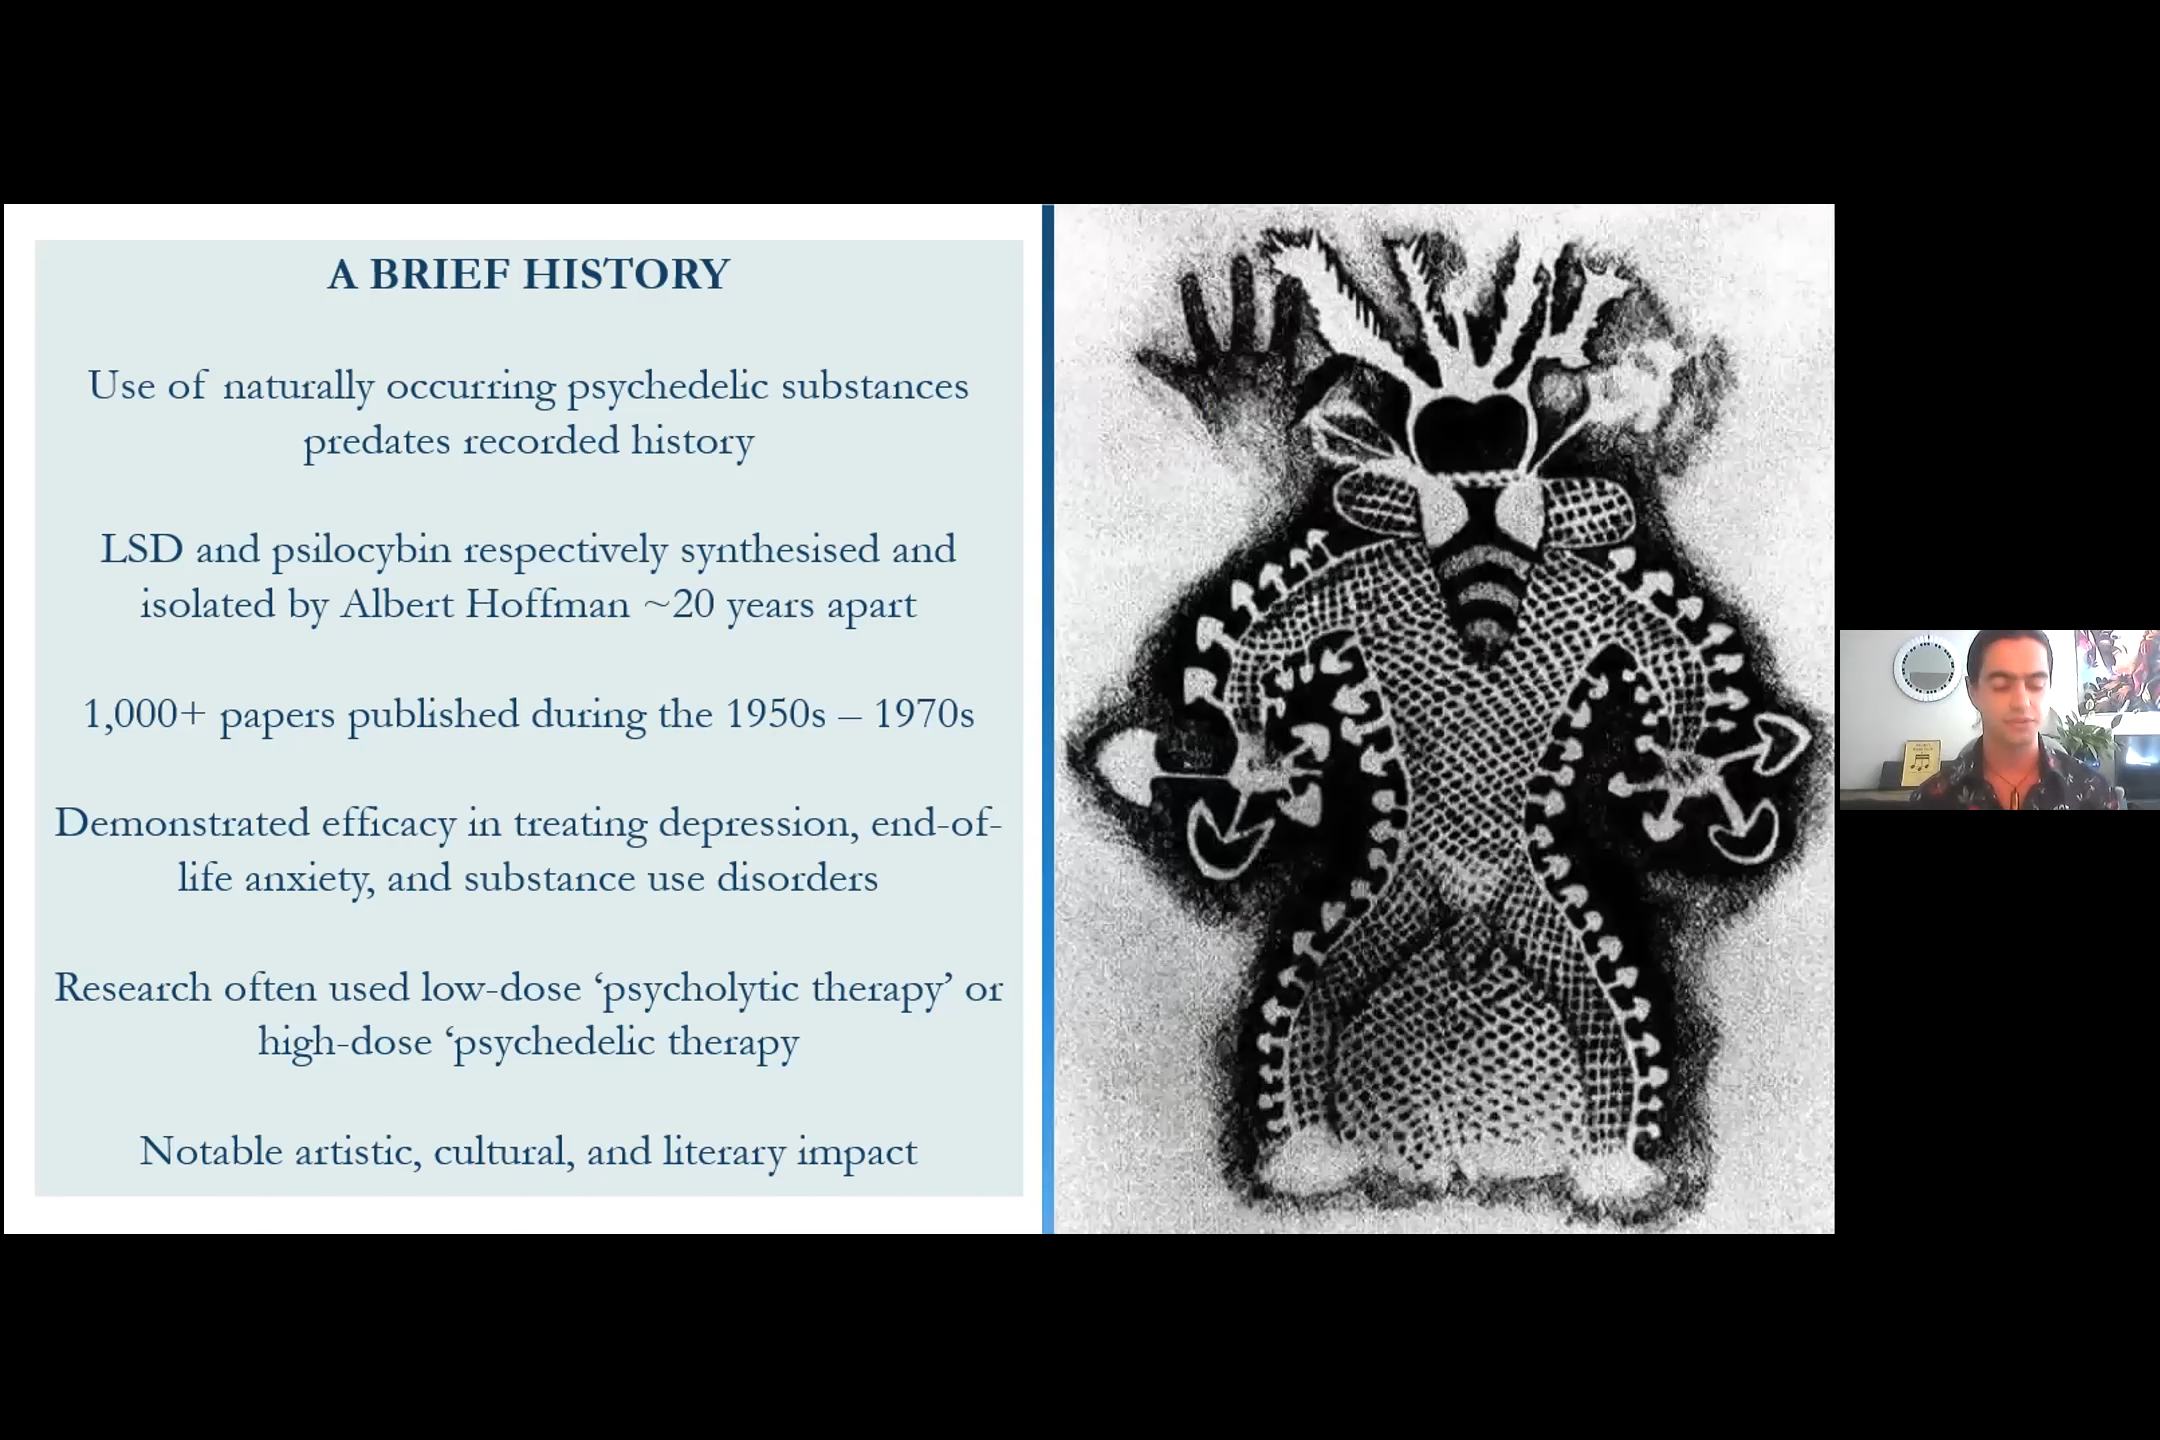 A BRIEF HISTORY
Use of naturally occurring psychedelic substances
predates recorded history
LSD and psilocybin respectively synthesised and
isolated by Albert Hoffman ~20 years apart
1,000+ papers published during the 1950s – 1970s
Demonstrated efficacy in treating depression, end-of-
life anxiety, and substance use disorders
Research often used low-dose ‘psycholytic therapy’ or
high-dose ‘psychedelic therapy
Notable artistic, cultural, and literary impact